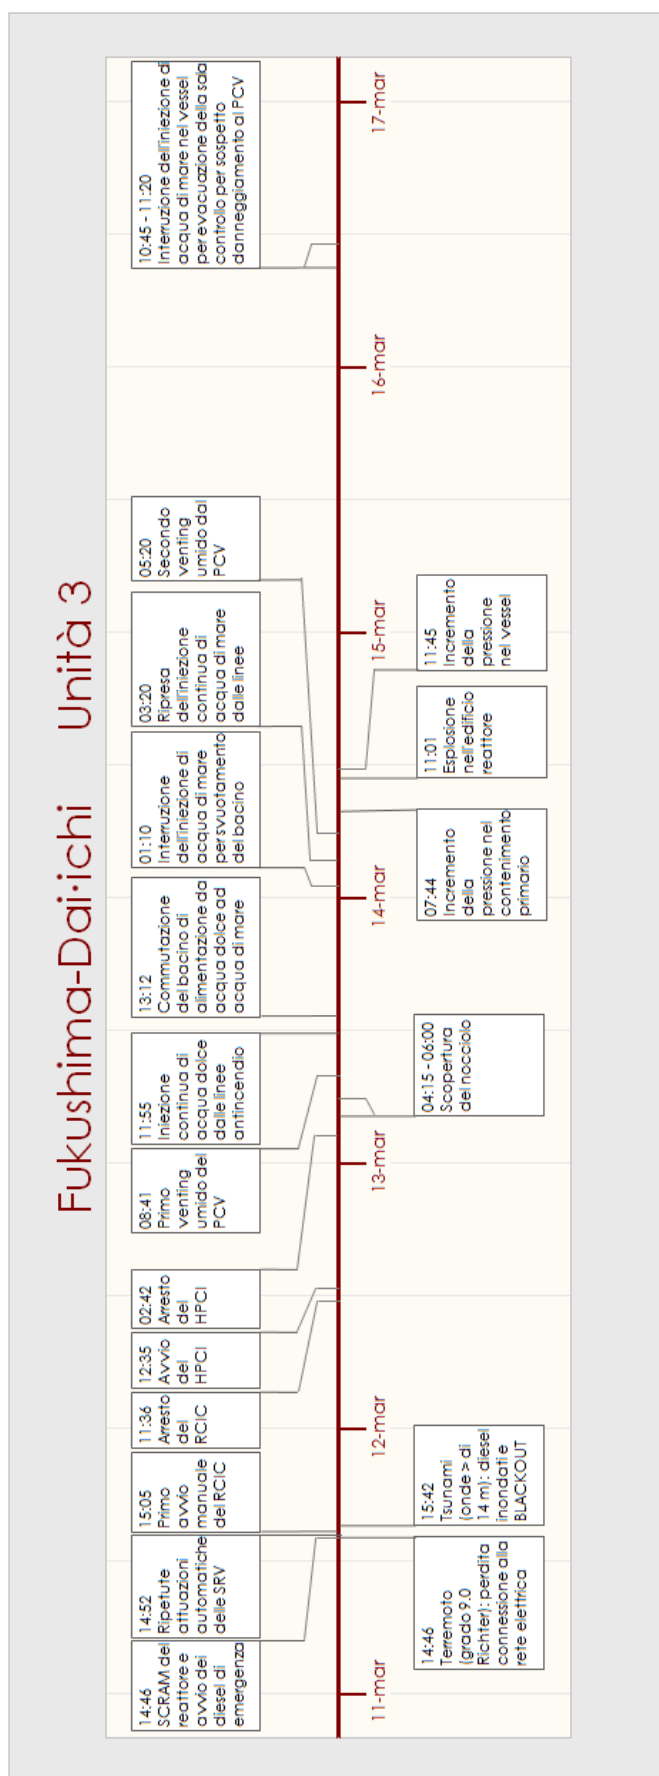 Fukushima-Dai·ichi Unità 3
14:46
SCRAM del
reattore e
avvio dei
diesel di
emergenza
14:52
Ripetute
attuazioni
automatiche
delle SRV
15:05
Primo
avvio
manuale
del RCIC
11:36
Arresto
del
RCIC
12:35
Avvio
del
HPCI
02:42
Arresto
del
HPCI
08:41
Primo
venting
umido del
PCV
11:55
Iniezione
continua di
acqua dolce
dalle linee
antincendio
13:12
Commutazione
del bacino di
alimentazione da
acqua dolce ad
acqua di mare
01:10
Interruzione
dell'iniezione di
acqua di mare
per svuotamento
del bacino
03:20
Ripresa
dell'iniezione
continua di
acqua di mare
dalle linee
05:20
Secondo
venting
umido dal
PCV
10:45 - 11:20
Interruzione dell'iniezione di
acqua di mare nel vessel
per evacuazione della sala
controllo per sospetto
danneggiamento al PCV
11-mar
12-mar
13-mar
14-mar
15-mar
16-mar
17-mar
14:46
Terremoto
(grado 9.0
Richter): perdita
connessione alla
rete elettrica
15:42
Tsunami
(onde > di
14 m): diesel
inondati e
BLACKOUT
04:15 - 06:00
Scopertura
del nocciolo
07:44
Incremento
della
pressione nel
contenimento
primario
11:01
Esplosione
nell'edificio
reattore
11:45
Incremento
della
pressione
nel vessel